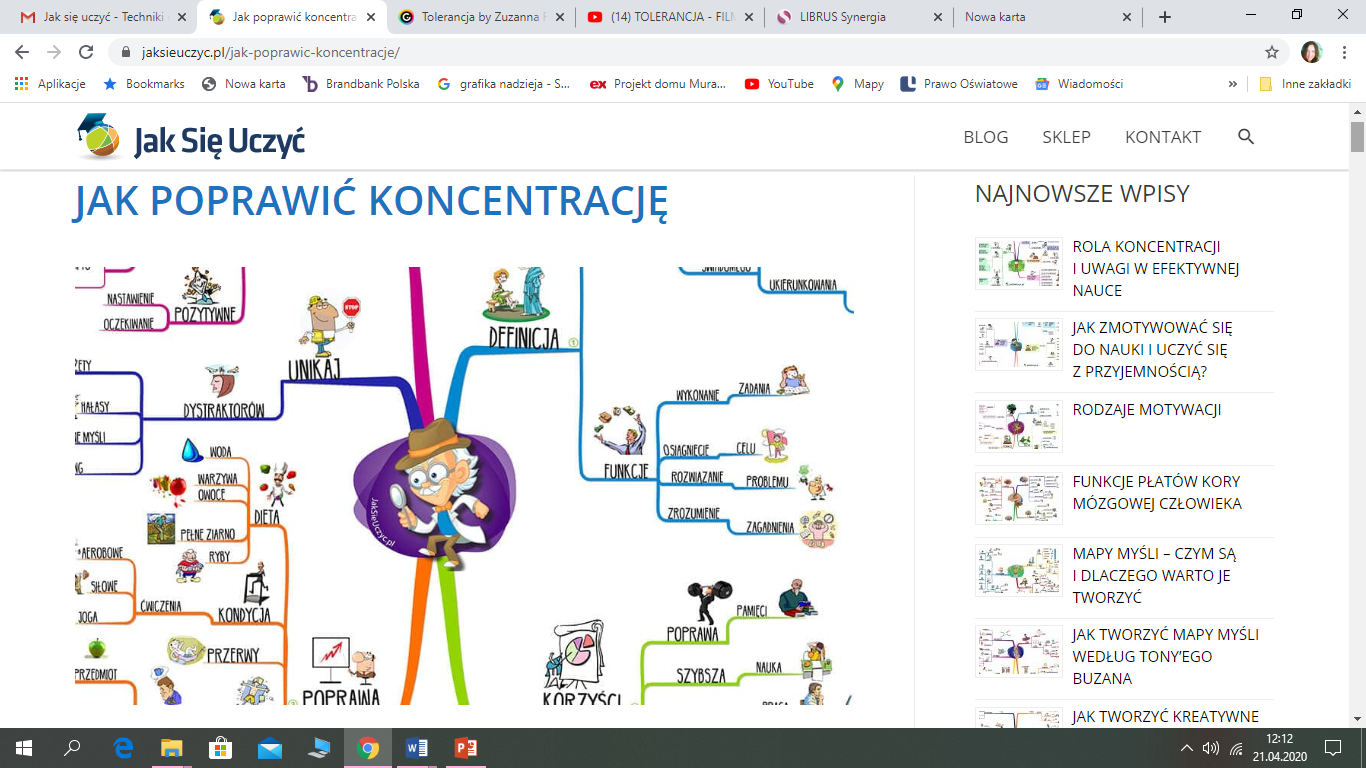 Jak się uczyć - Techniki
Jak poprawić koncentra
Tolerancja by Zuzanna
(14) TOLERANCJA - FILM
LIBRUS Synergia
Nowa karta
jaksieuczyc.pl/jak-poprawic-koncentracje/
Aplikacje
Bookmarks
Nowa karta
Brandbank Polska
grafika nadzieja - S...
Projekt domu Mura...
YouTube
Mapy
Prawo Oświatowe
Wiadomości
»
Inne zakładki
Jak Się Uczyć
BLOG
SKLEP
KONTAKT
JAK POPRAWIĆ KONCENTRACJĘ
NASTAWIENIE
OCZEKIWANIE
POZYTYWNE
STOP
UNIKAJ
DYSTRAKTORÓW
HAŁASY
MYŚLI
WODA
WARZYWA
OWOCE
PEŁNE ZIARNO
RYBY
DIETA
AEROBOWE
SIŁOWE
JOGA
ĆWICZENIA
KONDYCJA
PRZERWY
PRZEDMIOT
POPRAWA
JaksieUczyc.pl
DEFINICJA
UKIERUNKOWANIA
FUNKCJE
WYKONANIE
ZADANIA
OSIĄGNIĘCIE
CELU
ROZWIĄZANIE
PROBLEMU
ZROZUMIENIE
ZAGADNIENIA
KORZYŚCI
POPRAWA
PAMIĘCI
SZYBSZA
NAUKA
NAJNOWSZE WPISY
ROLA KONCENTRACJI
I UWAGI W EFEKTYWNEJ
NAUCE
JAK ZMOTYWOWAĆ SIĘ
DO NAUKI I UCZYĆ SIĘ
Z PRZYJEMNOŚCIĄ?
RODZAJE MOTYWACJI
FUNKCJE PŁATÓW KORY
MÓZGOWEJ CZŁOWIEKA
MAPY MYŚLI – CZYM SĄ
I DLACZEGO WARTO JE
TWORZYĆ
JAK TWORZYĆ MAPY MYŚLI
WEDŁUG TONY’EGO
BUZANA
JAK TWORZYĆ KREATYWNE
12:12
21.04.2020